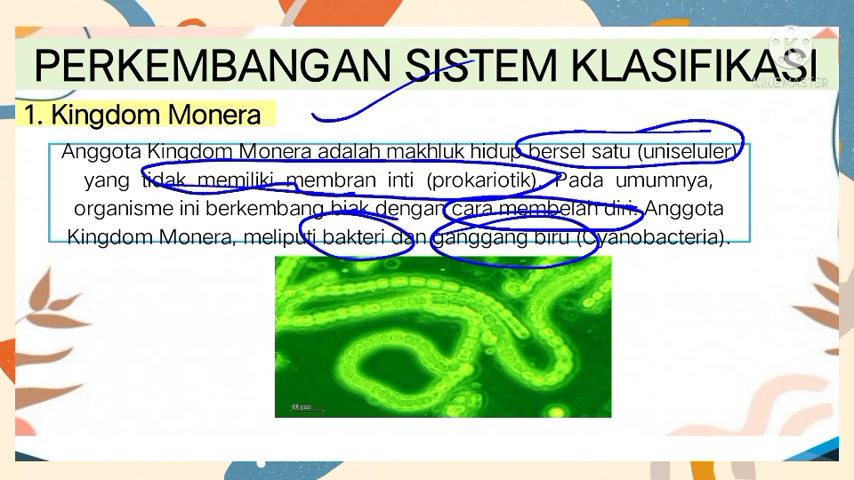 KINEMASTER
PERKEMBANGAN SISTEM KLASIFIKASI
1. Kingdom Monera
Anggota Kingdom Monera adalah makhluk hidup bersel satu (uniseluler)
yang tidak memiliki membran inti (prokariotik). Pada umumnya,
organisme ini berkembang biak dengan cara membelah diri. Anggota
Kingdom Monera, meliputi bakteri dan ganggang biru (Cyanobacteria).